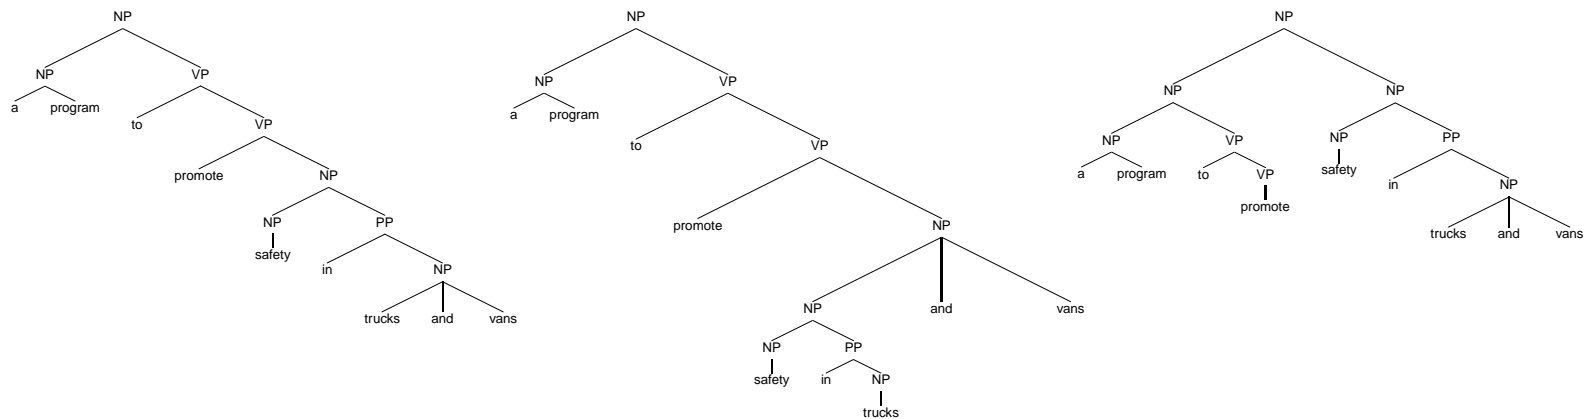 NP
NP VP
a program to VP
promote NP
NP PP
safety in NP
trucks and vans
NP
NP VP
a program to VP
promote NP
NP and vans
NP PP
safety in NP
trucks
NP
NP NP
NP VP NP PP
a program to VP safety in NP
promote trucks and vans